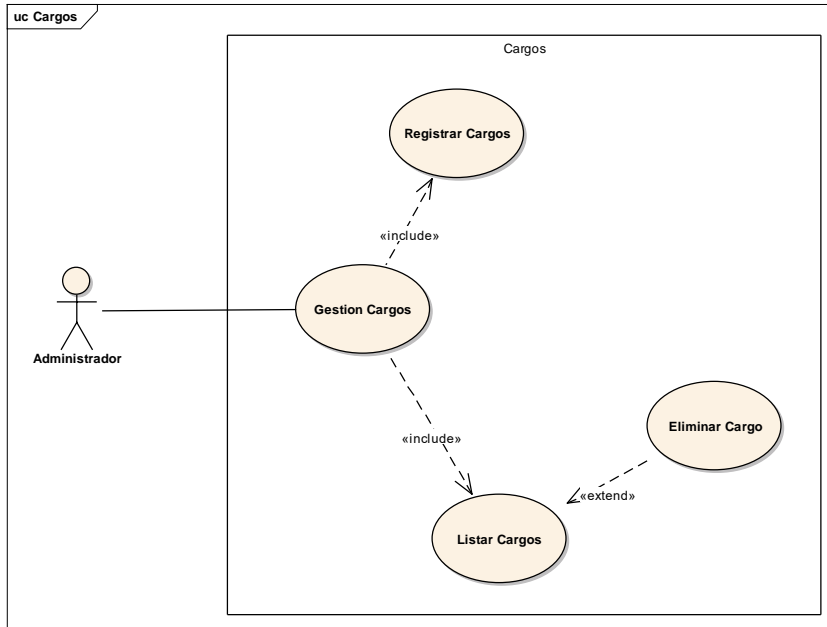 uc Cargos
Cargos
Registrar Cargos
«include»
Gestion Cargos
Administrador
«include»
Eliminar Cargo
«extend»
Listar Cargos